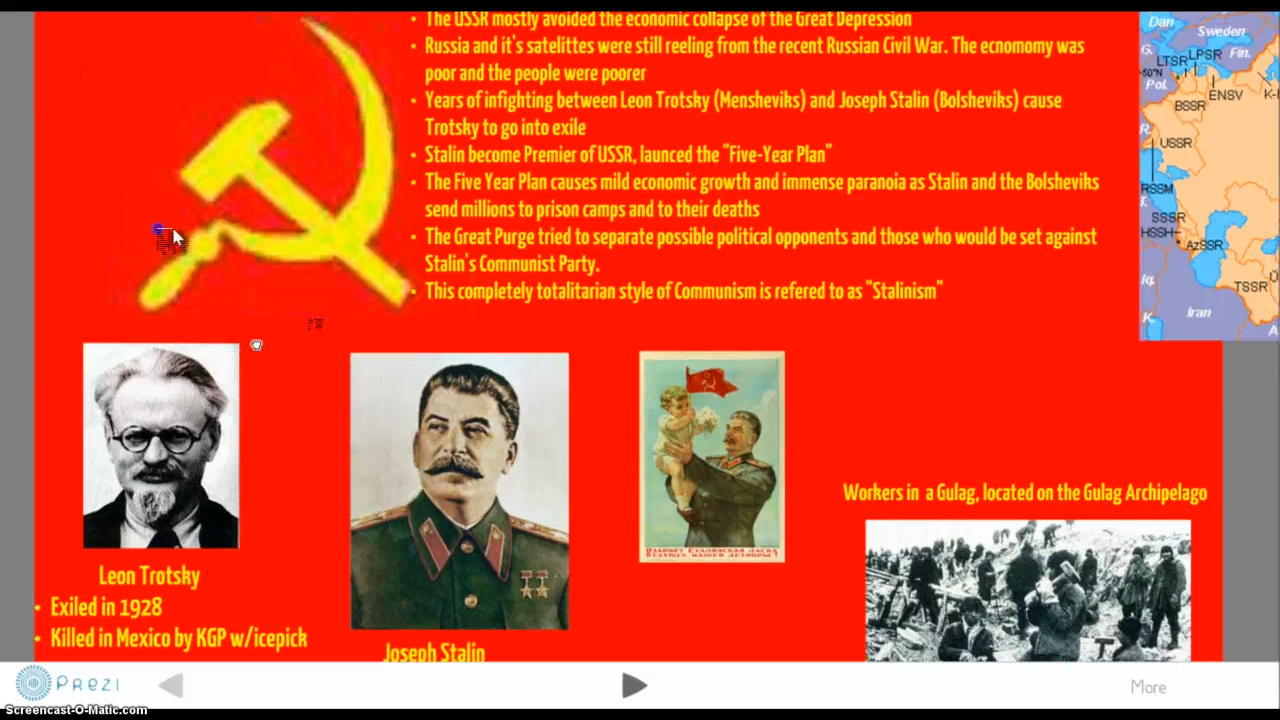 The USSR mostly avoided the economic collapse of the Great Depression
Russia and it's satelittes were still reeling from the recent Russian Civil War. The ecnomomy was
poor and the people were poorer
Years of infighting between Leon Trotsky (Mensheviks) and Joseph Stalin (Bolsheviks) cause
Trotsky to go into exile
Stalin become Premier of USSR, launced the "Five-Year Plan"
The Five Year Plan causes mild economic growth and immense paranoia as Stalin and the Bolsheviks
send millions to prison camps and to their deaths
The Great Purge tried to separate possible political opponents and those who would be set against
Stalin's Communist Party.
This completely totalitarian style of Communism is refered to as "Stalinism"
Dan
Sweden
G.
LTSR
LPSR
Fin.
50°N
Pol.
ENSV
K-
BSSR
R.
USSR
RSSM
SSSR
HSSH
AzSSR
Iq.
TSSR
Iran
K.
A
Leon Trotsky
Exiled in 1928
Killed in Mexico by KGP w/icepick
Joseph Stalin
Workers in a Gulag, located on the Gulag Archipelago
PREZI
More
Screencast-O-Matic.com